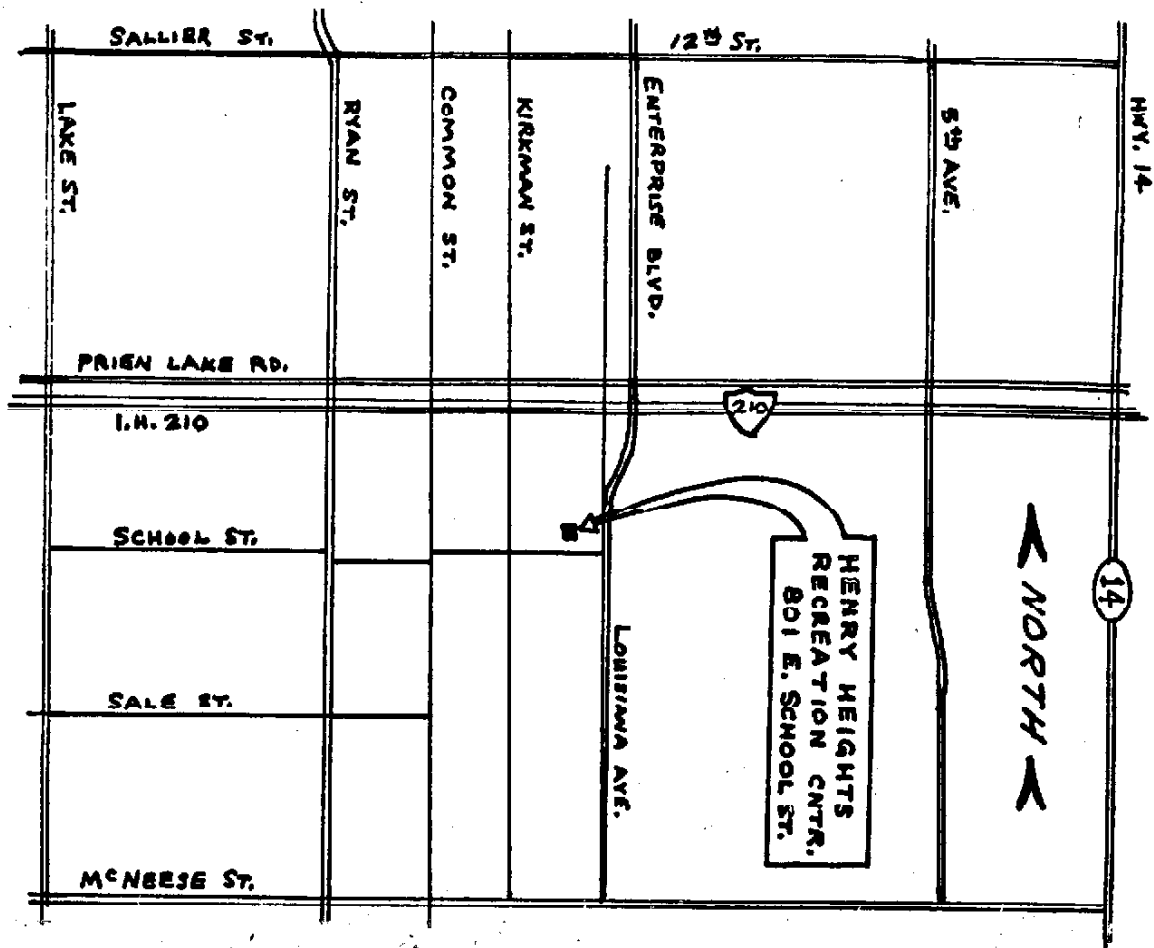 SALLIER ST.
12TH ST.
LAKE ST.
RYAN ST.
COMMON ST.
KIRKMAN ST.
ENTERPRISE BLVD.
5th AVE.
HWY. 14
PRIEN LAKE RD.
I.H. 210
210
SCHOOL ST.
HENRY HEIGHTS
RECREATION CNTR.
801 E. SCHOOL ST.
NORTH
14
LOUISIANA AVE.
SALE ST.
McNEESE ST.